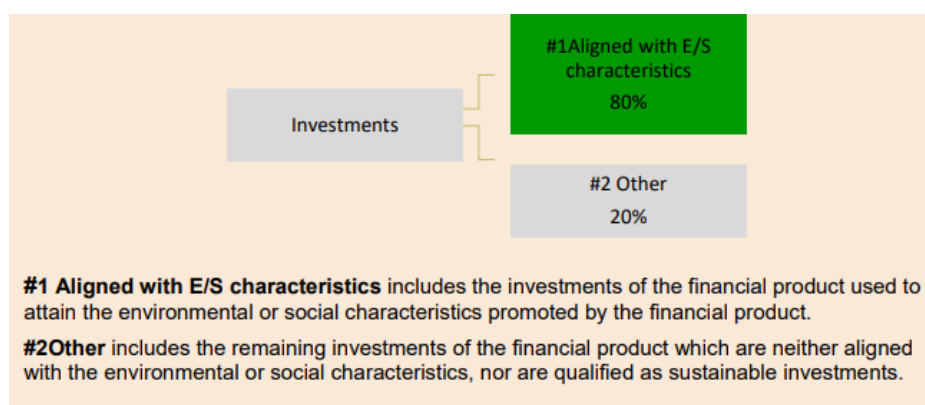 #1Aligned with E/S
characteristics
80%
Investments
#2 Other
20%
#1 Aligned with E/S characteristics includes the investments of the financial product used to
attain the environmental or social characteristics promoted by the financial product.
#2Other includes the remaining investments of the financial product which are neither aligned
with the environmental or social characteristics, nor are qualified as sustainable investments.